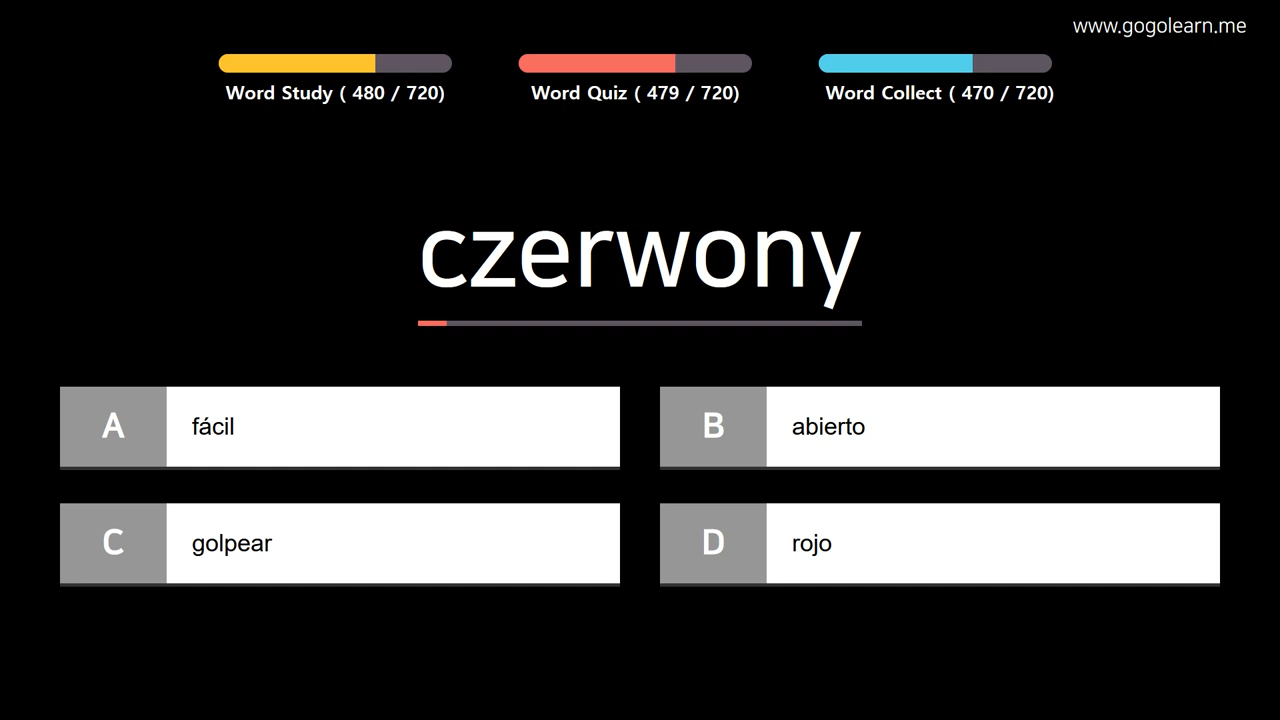 www.gogolearn.me
Word Study ( 480 / 720)
Word Quiz ( 479 / 720)
Word Collect ( 470 / 720)
czerwony
A fácil
B abierto
C golpear
D rojo